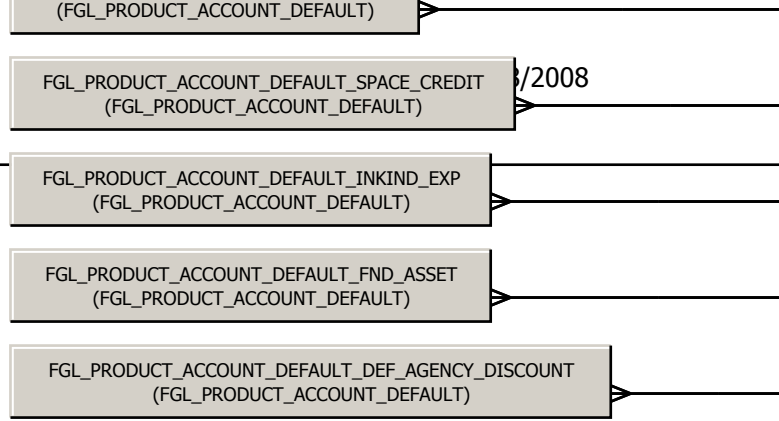 (FGL_PRODUCT_ACCOUNT_DEFAULT)
FGL_PRODUCT_ACCOUNT_DEFAULT_SPACE_CREDIT
(FGL_PRODUCT_ACCOUNT_DEFAULT)
/2008
FGL_PRODUCT_ACCOUNT_DEFAULT_INKIND_EXP
(FGL_PRODUCT_ACCOUNT_DEFAULT)
FGL_PRODUCT_ACCOUNT_DEFAULT_FND_ASSET
(FGL_PRODUCT_ACCOUNT_DEFAULT)
FGL_PRODUCT_ACCOUNT_DEFAULT_DEF_AGENCY_DISCOUNT
(FGL_PRODUCT_ACCOUNT_DEFAULT)